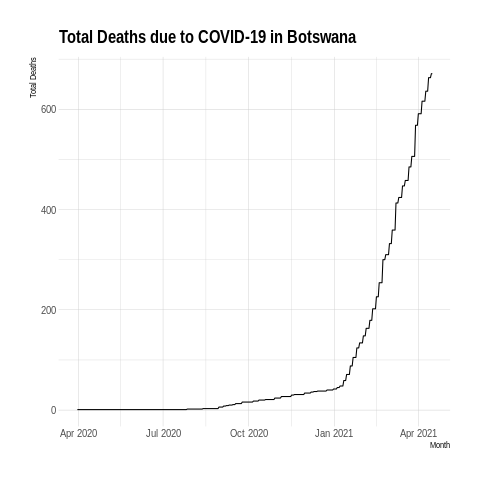 Total Deaths due to COVID-19 in Botswana
Total Deaths
600
400
200
0
Apr 2020 Jul 2020 Oct 2020 Jan 2021 Apr 2021
Month